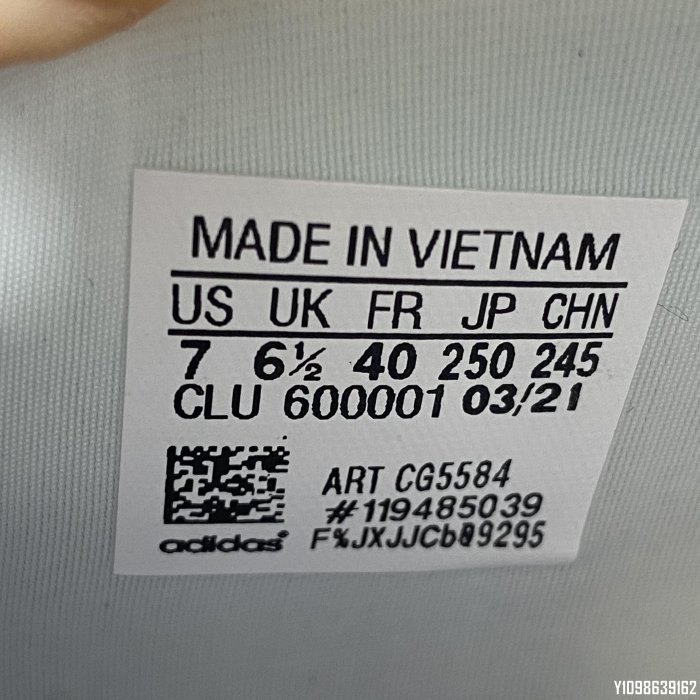 MADE IN VIETNAM
US UK FR JP CHN
7 6½ 40 250 245
CLU 600001 03/21
ART CG5584
#119485039
adidas F%JXJJCb09295
Y1098639162